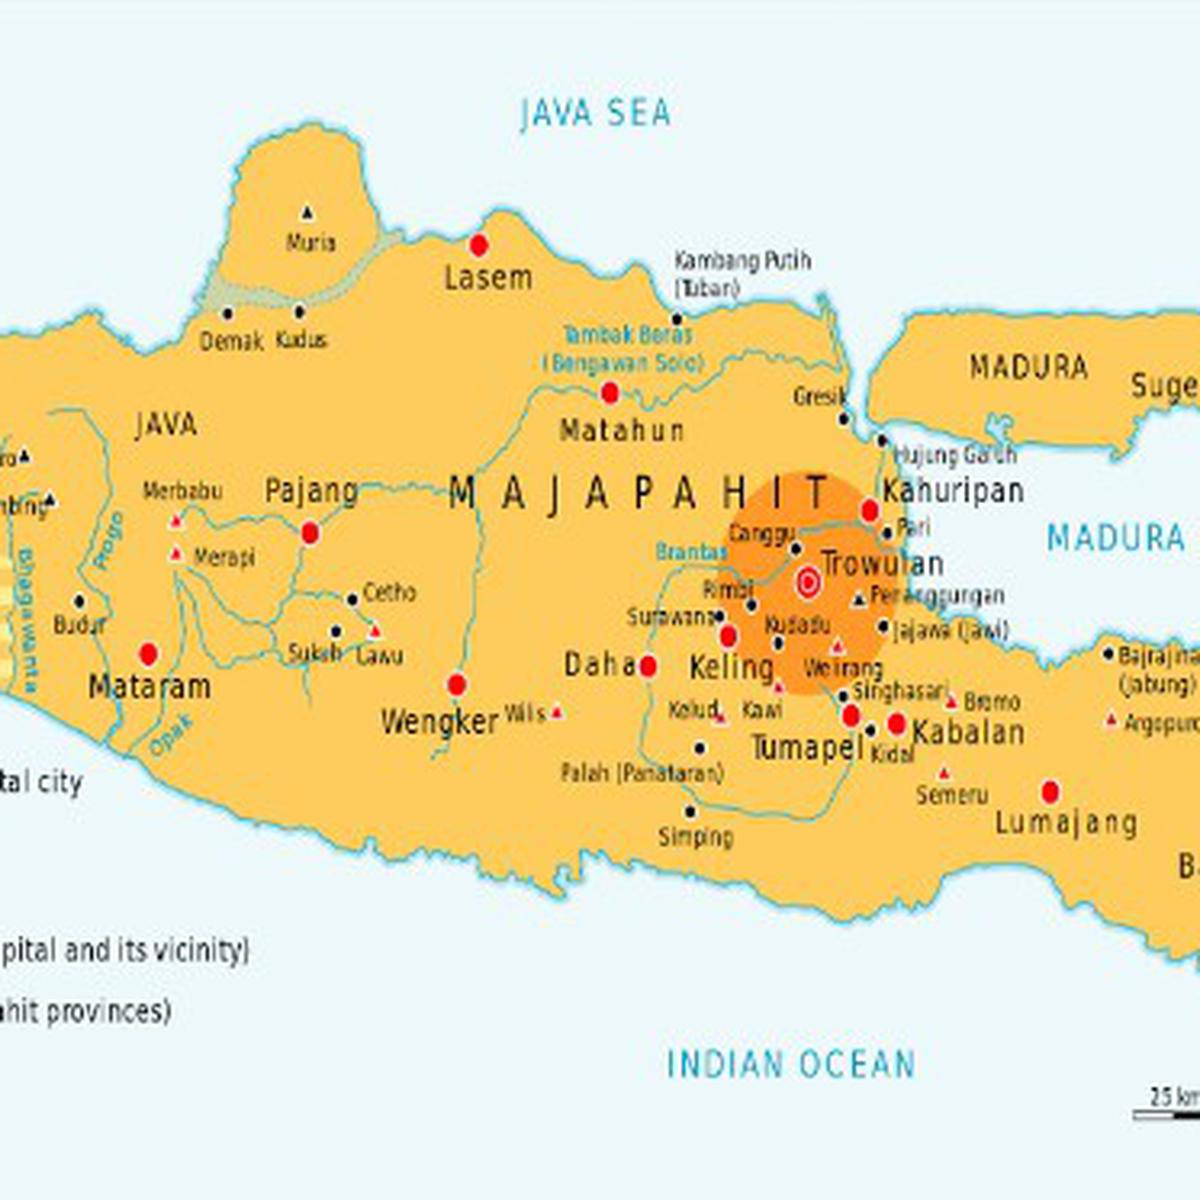 JAVA SEA
Muria
Lasem
Kambang Putih
(Tuban)
Demak
Kudus
Tambak Beras
(Bengawan Solo)
MADURA
Suge
Gresik
JAVA
Matahun
Hujung Galuh
Merbabu
Pajang
MAJAPAHIT
Kahuripan
Progo
Merapi
Canggu
Pari
Brantas
Trowulan
MADURA
Bhagawanta
Cetho
Rimbi
Penanggungan
Budur
Surawana
Kudadu
Jajawa (Jawi)
Sukuh
Lawu
Daha
Keling
Welirang
Bajrajina
(Jabung)
Mataram
Singhasari
Bromo
Wengker
Wilis
Kelud
Kawi
Argopuro
Opak
Tumapel
Kidal
Kabalan
Palah (Panataran)
tal city
Semeru
Simping
Lumajang
Ba
pital and its vicinity)
ahit provinces)
INDIAN OCEAN
25 km